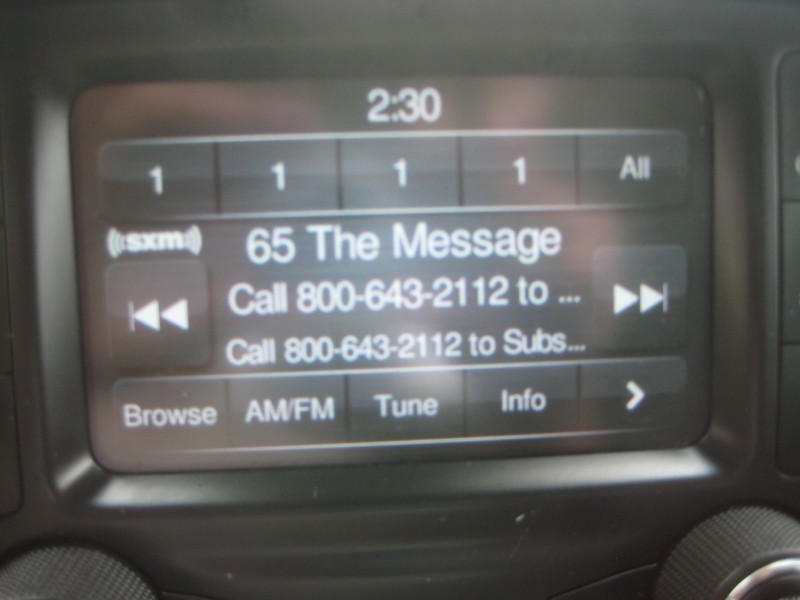 2:30
1 1 1 1 All
((sxm)) 65 The Message
Call 800-643-2112 to ...
Call 800-643-2112 to Subs...
Browse AM/FM Tune Info